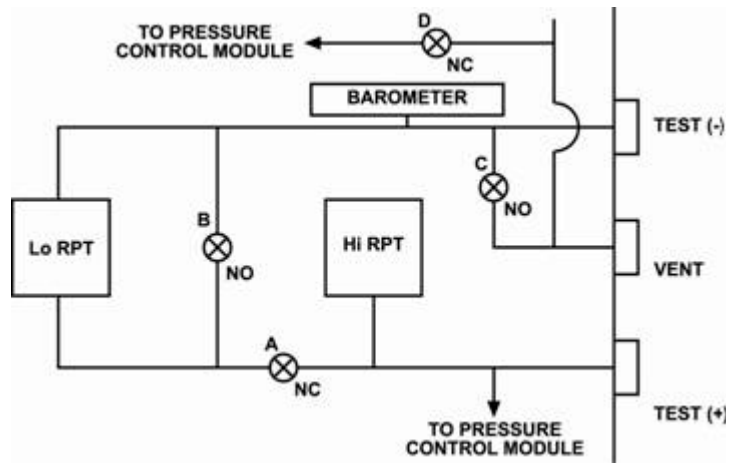 D
TO PRESSURE
CONTROL MODULE
NC
BAROMETER
TEST (-)
C
NO
B
NO
Lo RPT
Hi RPT
VENT
A
NC
TEST (+)
TO PRESSURE
CONTROL MODULE